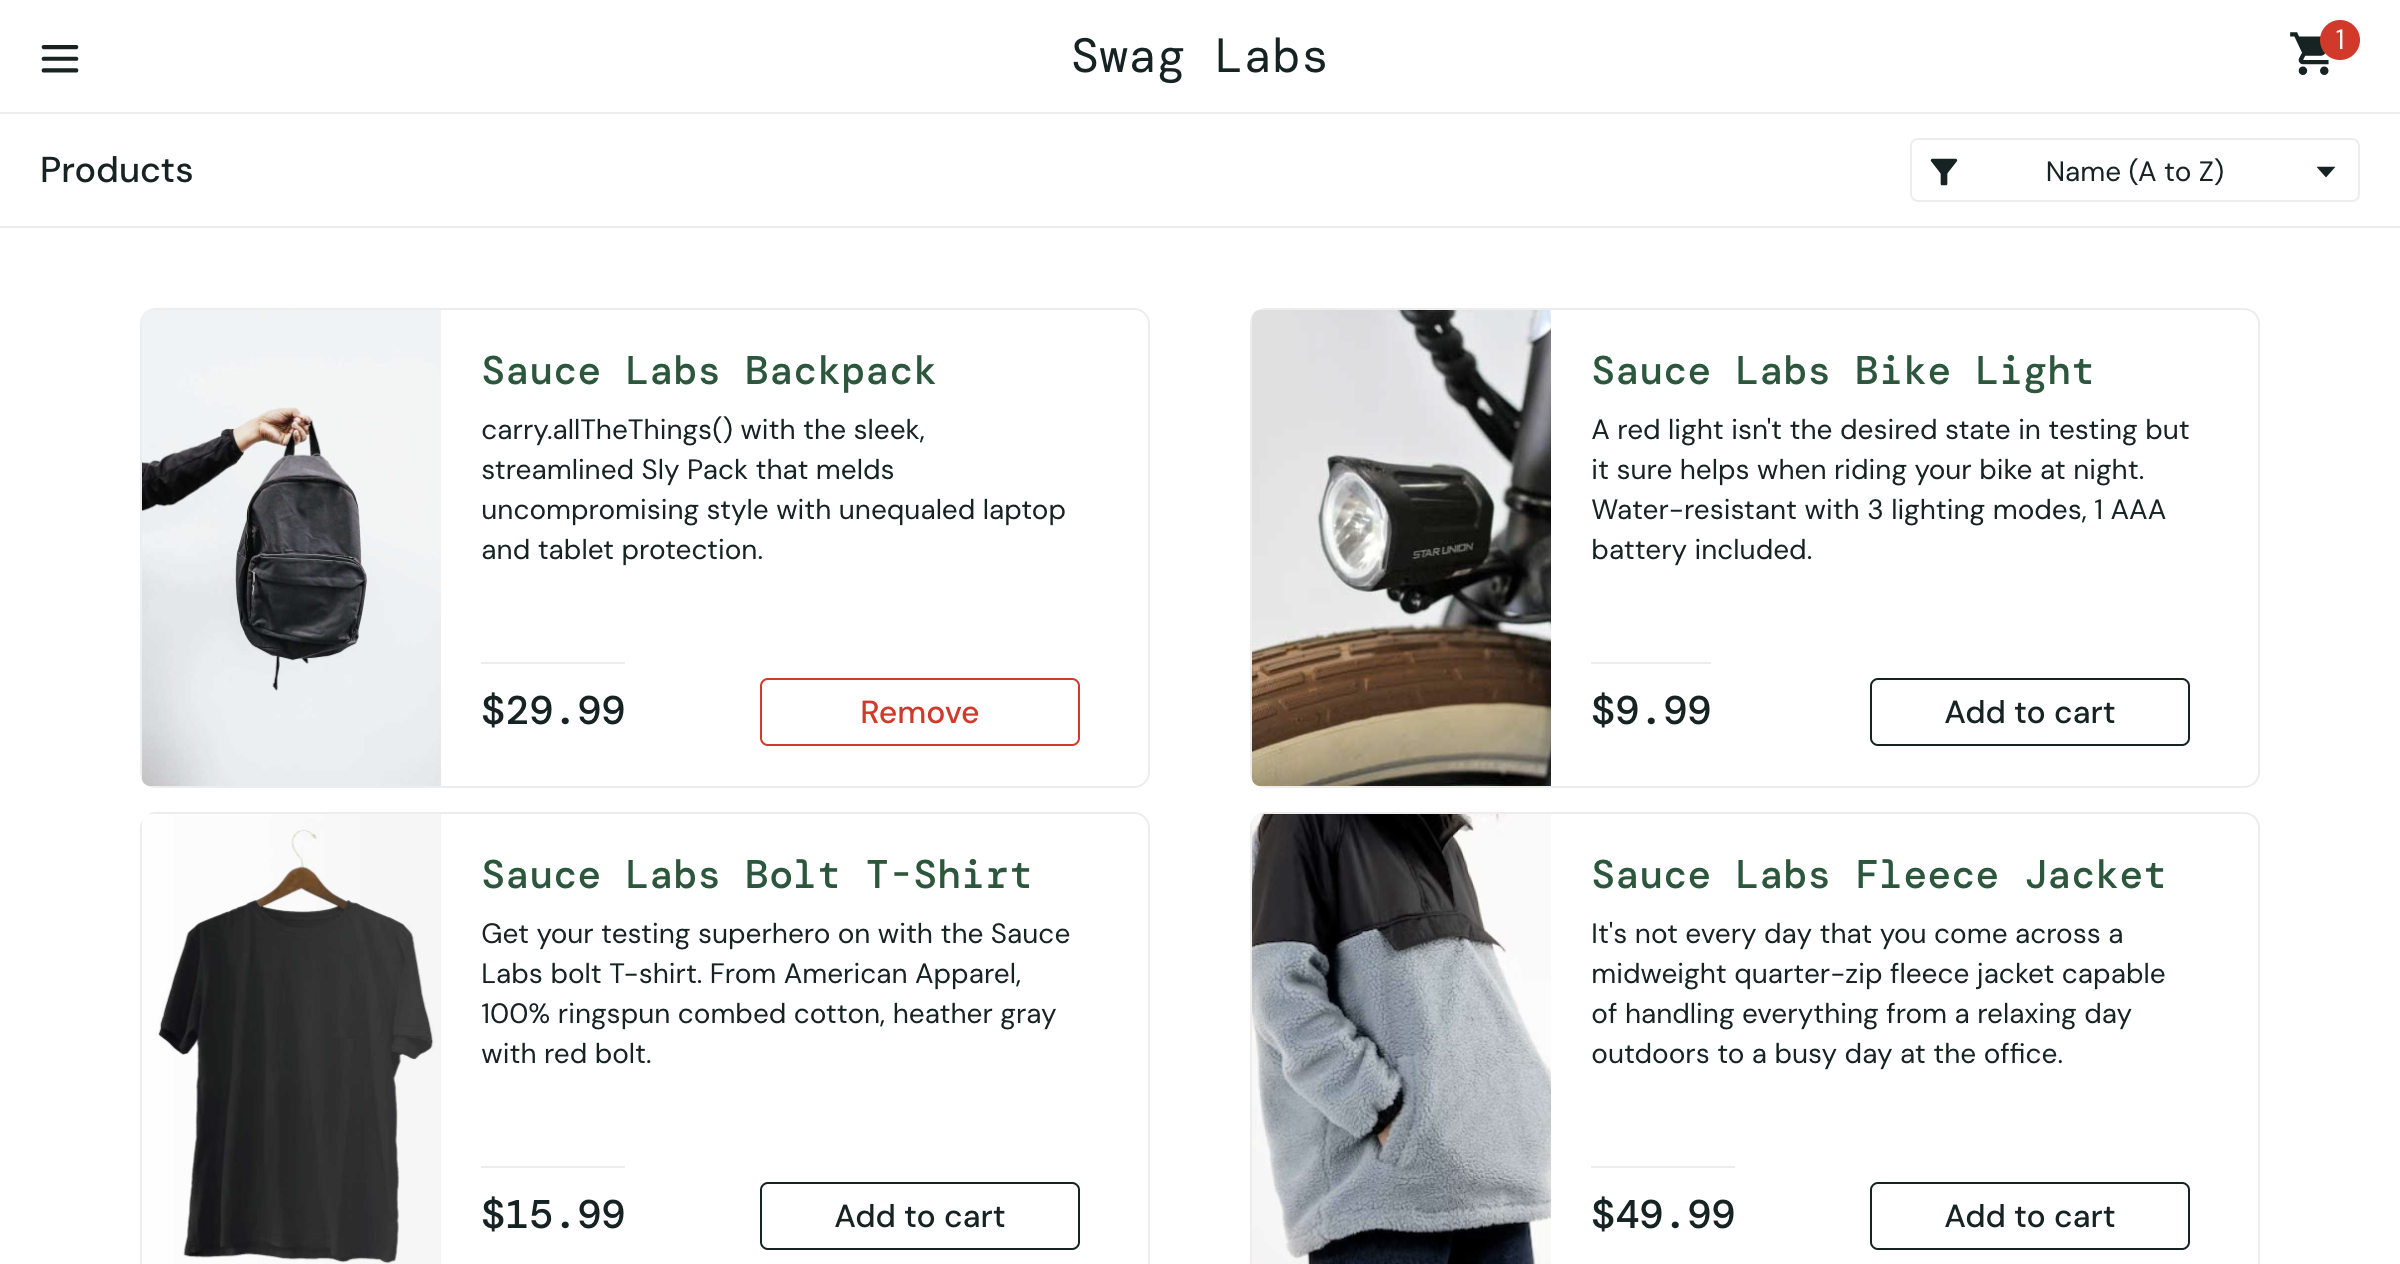 Swag Labs
1
Products
Name (A to Z)
Sauce Labs Backpack
carry.allTheThings() with the sleek,
streamlined Sly Pack that melds
uncompromising style with unequaled laptop
and tablet protection.
$29.99
Remove
Sauce Labs Bike Light
A red light isn't the desired state in testing but
it sure helps when riding your bike at night.
Water-resistant with 3 lighting modes, 1 AAA
battery included.
STAR UNION
$9.99
Add to cart
Sauce Labs Bolt T-Shirt
Get your testing superhero on with the Sauce
Labs bolt T-shirt. From American Apparel,
100% ringspun combed cotton, heather gray
with red bolt.
$15.99
Add to cart
Sauce Labs Fleece Jacket
It's not every day that you come across a
midweight quarter-zip fleece jacket capable
of handling everything from a relaxing day
outdoors to a busy day at the office.
$49.99
Add to cart